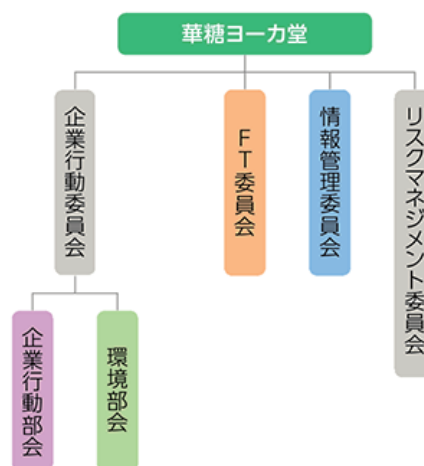 華糖ヨーカ堂
企業行動委員会
FT委員会
情報管理委員会
リスクマネジメント委員会
企業行動部会
環境部会